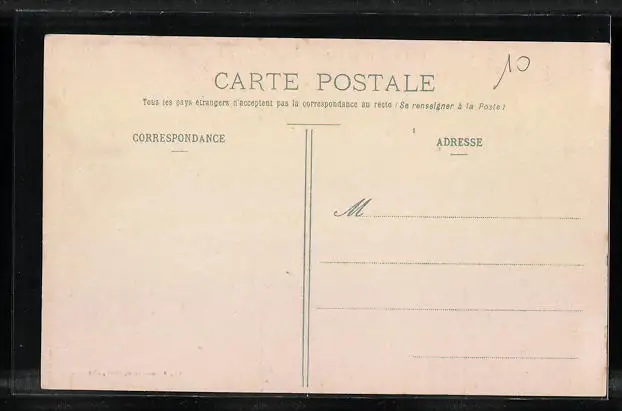 10
CARTE POSTALE
Tous les pays étrangers n'acceptent pas la correspondance au recto (Se renseigner à la Poste)
CORRESPONDANCE
ADRESSE
M